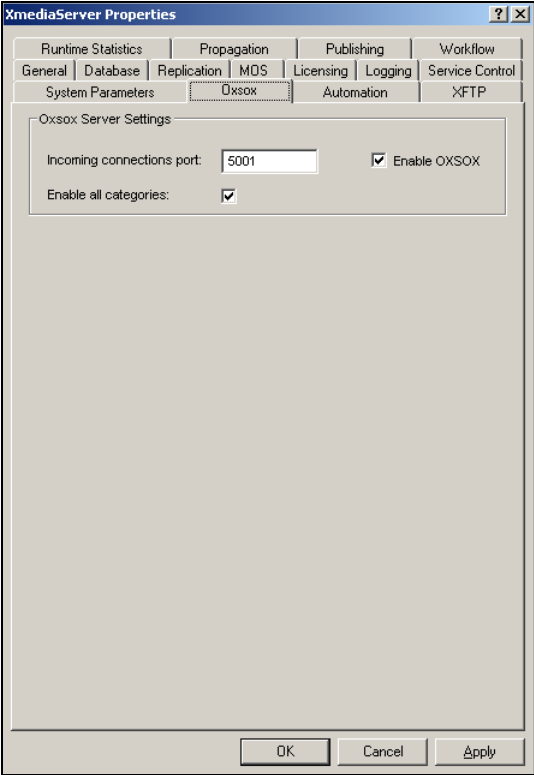 XmediaServer Properties
Runtime Statistics Propagation Publishing Workflow
General Database Replication MOS Licensing Logging Service Control
System Parameters Oxsox Automation XFTP
Oxsox Server Settings
Incoming connections port: 5001 Enable OXSOX
Enable all categories:
OK Cancel Apply